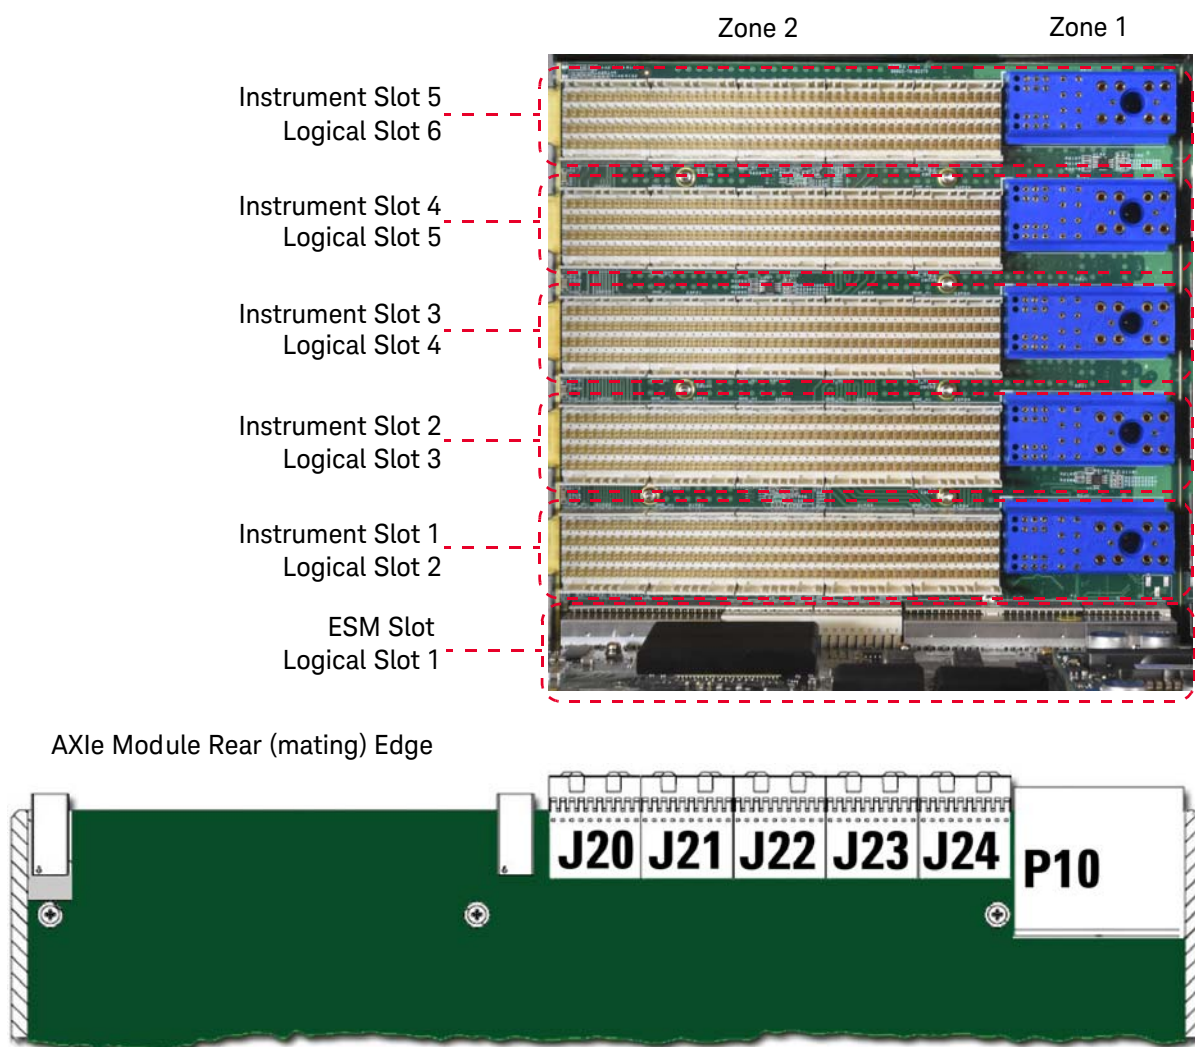 Zone 2
Zone 1
Instrument Slot 5
Logical Slot 6
Instrument Slot 4
Logical Slot 5
Instrument Slot 3
Logical Slot 4
Instrument Slot 2
Logical Slot 3
Instrument Slot 1
Logical Slot 2
ESM Slot
Logical Slot 1
AXIe Module Rear (mating) Edge
J20 J21 J22 J23 J24
P10